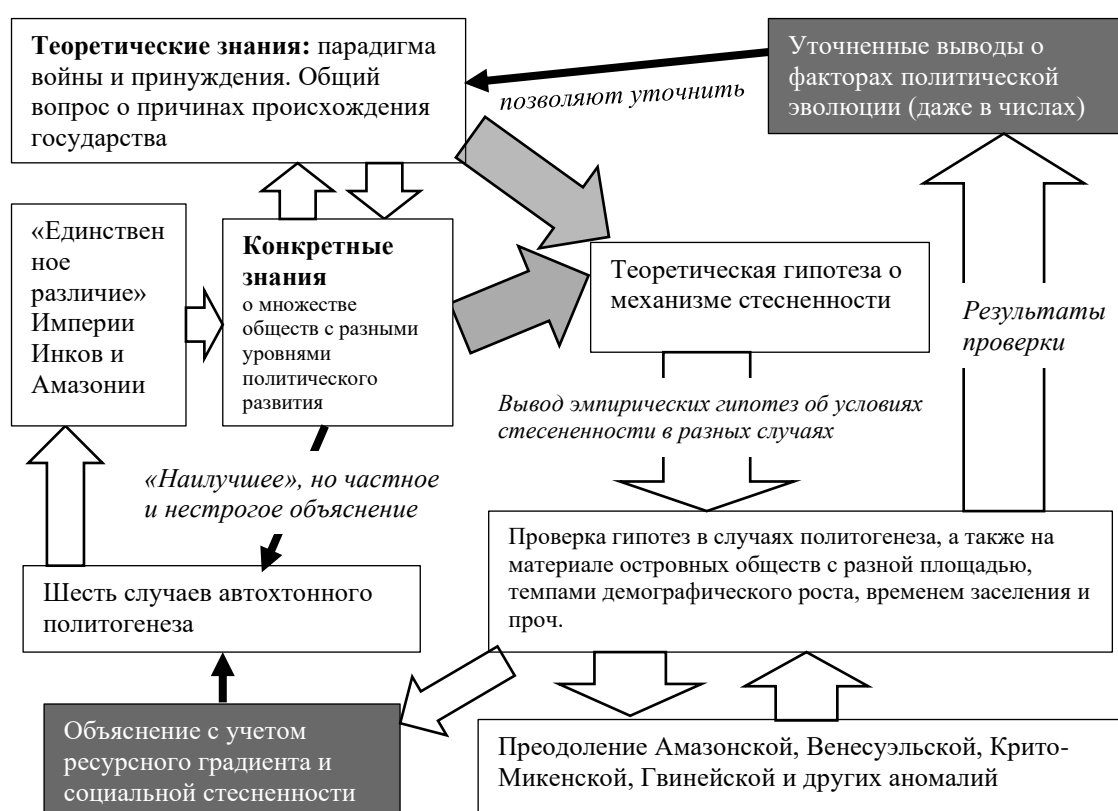 Теоретические знания: парадигма
войны и принуждения. Общий
вопрос о причинах происхождения
государства
позволяют уточнить
Уточненные выводы о
факторах политической
эволюции (даже в числах)
«Единствен
ное
различие»
Империи
Инков и
Амазонии
Конкретные
знания
о множестве
обществ с разными
уровнями
политического
развития
Теоретическая гипотеза о
механизме стесненности
Результаты
проверки
Вывод эмпирических гипотез об условиях
стесененности в разных случаях
«Наилучшее», но частное
и нестрогое объяснение
Проверка гипотез в случаях политогенеза, а также на
материале островных обществ с разной площадью,
темпами демографического роста, временем заселения и
проч.
Шесть случаев автохтонного
политогенеза
Объяснение с учетом
ресурсного градиента и
социальной стесненности
Преодоление Амазонской, Венесуэльской, Крито-
Микенской, Гвинейской и других аномалий